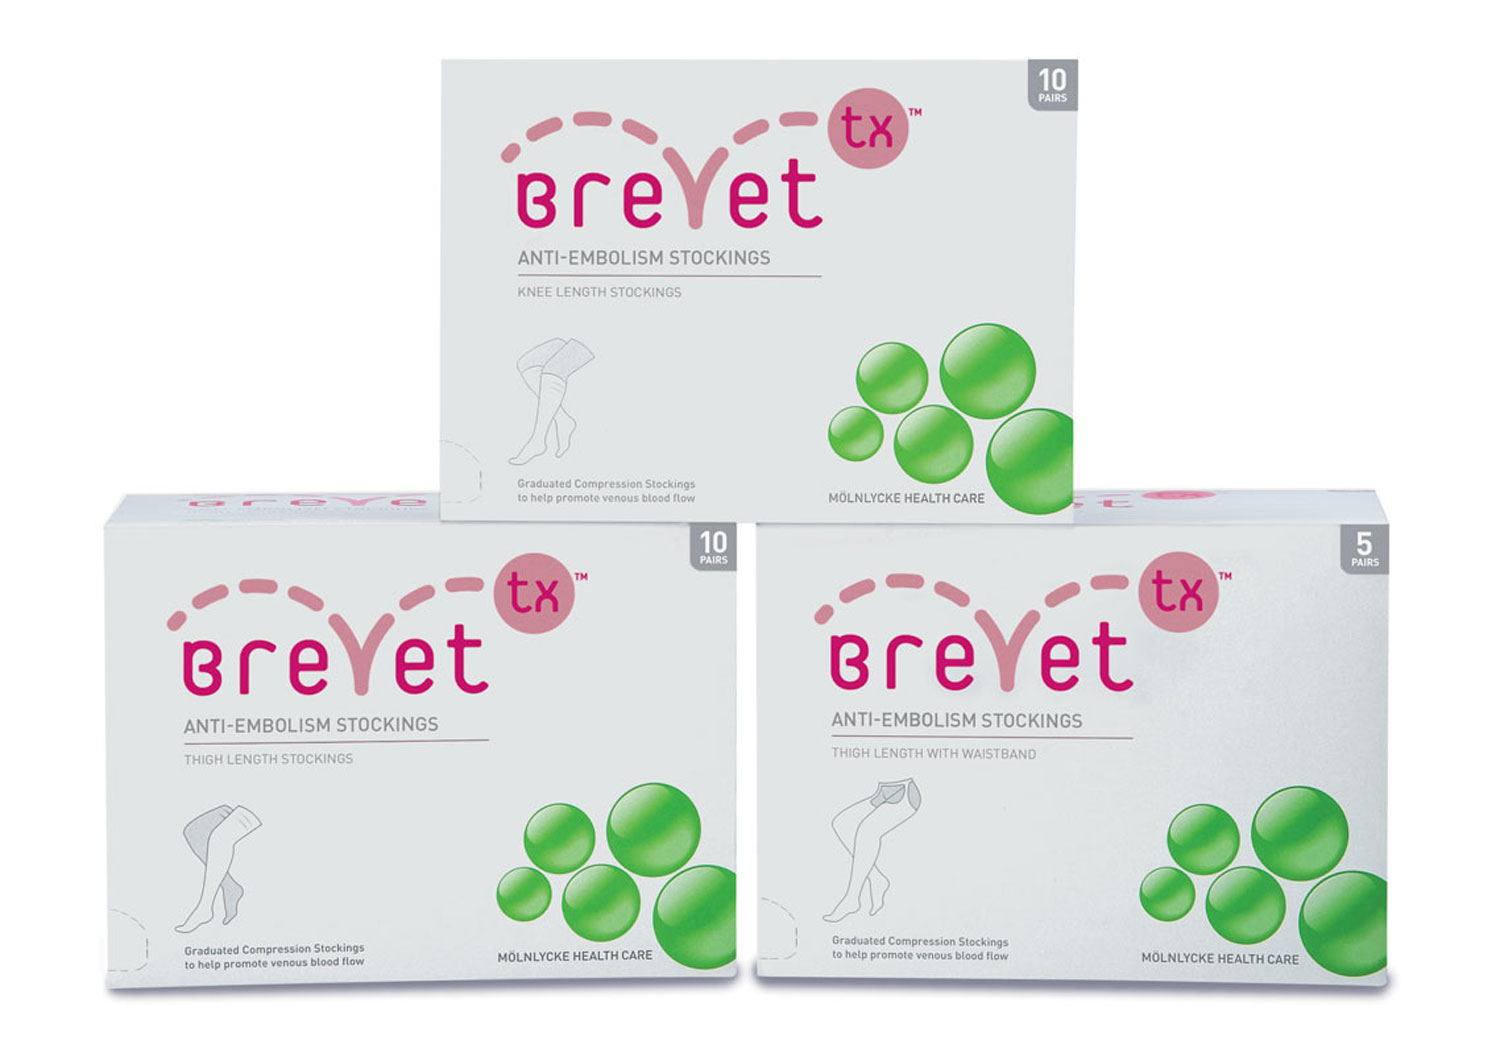 10
PAIRS
tx™
Brevet
ANTI-EMBOLISM STOCKINGS
KNEE LENGTH STOCKINGS
Graduated Compression Stockings
to help promote venous blood flow
MÖLNLYCKE HEALTH CARE
Breve
10
PAIRS
tx™
Brevet
ANTI-EMBOLISM STOCKINGS
THIGH LENGTH STOCKINGS
Graduated Compression Stockings
to help promote venous blood flow
MÖLNLYCKE HEALTH CARE
5
PAIRS
tx™
Brevet
ANTI-EMBOLISM STOCKINGS
THIGH LENGTH WITH WAISTBAND
Graduated Compression Stockings
to help promote venous blood flow
MÖLNLYCKE HEALTH CARE